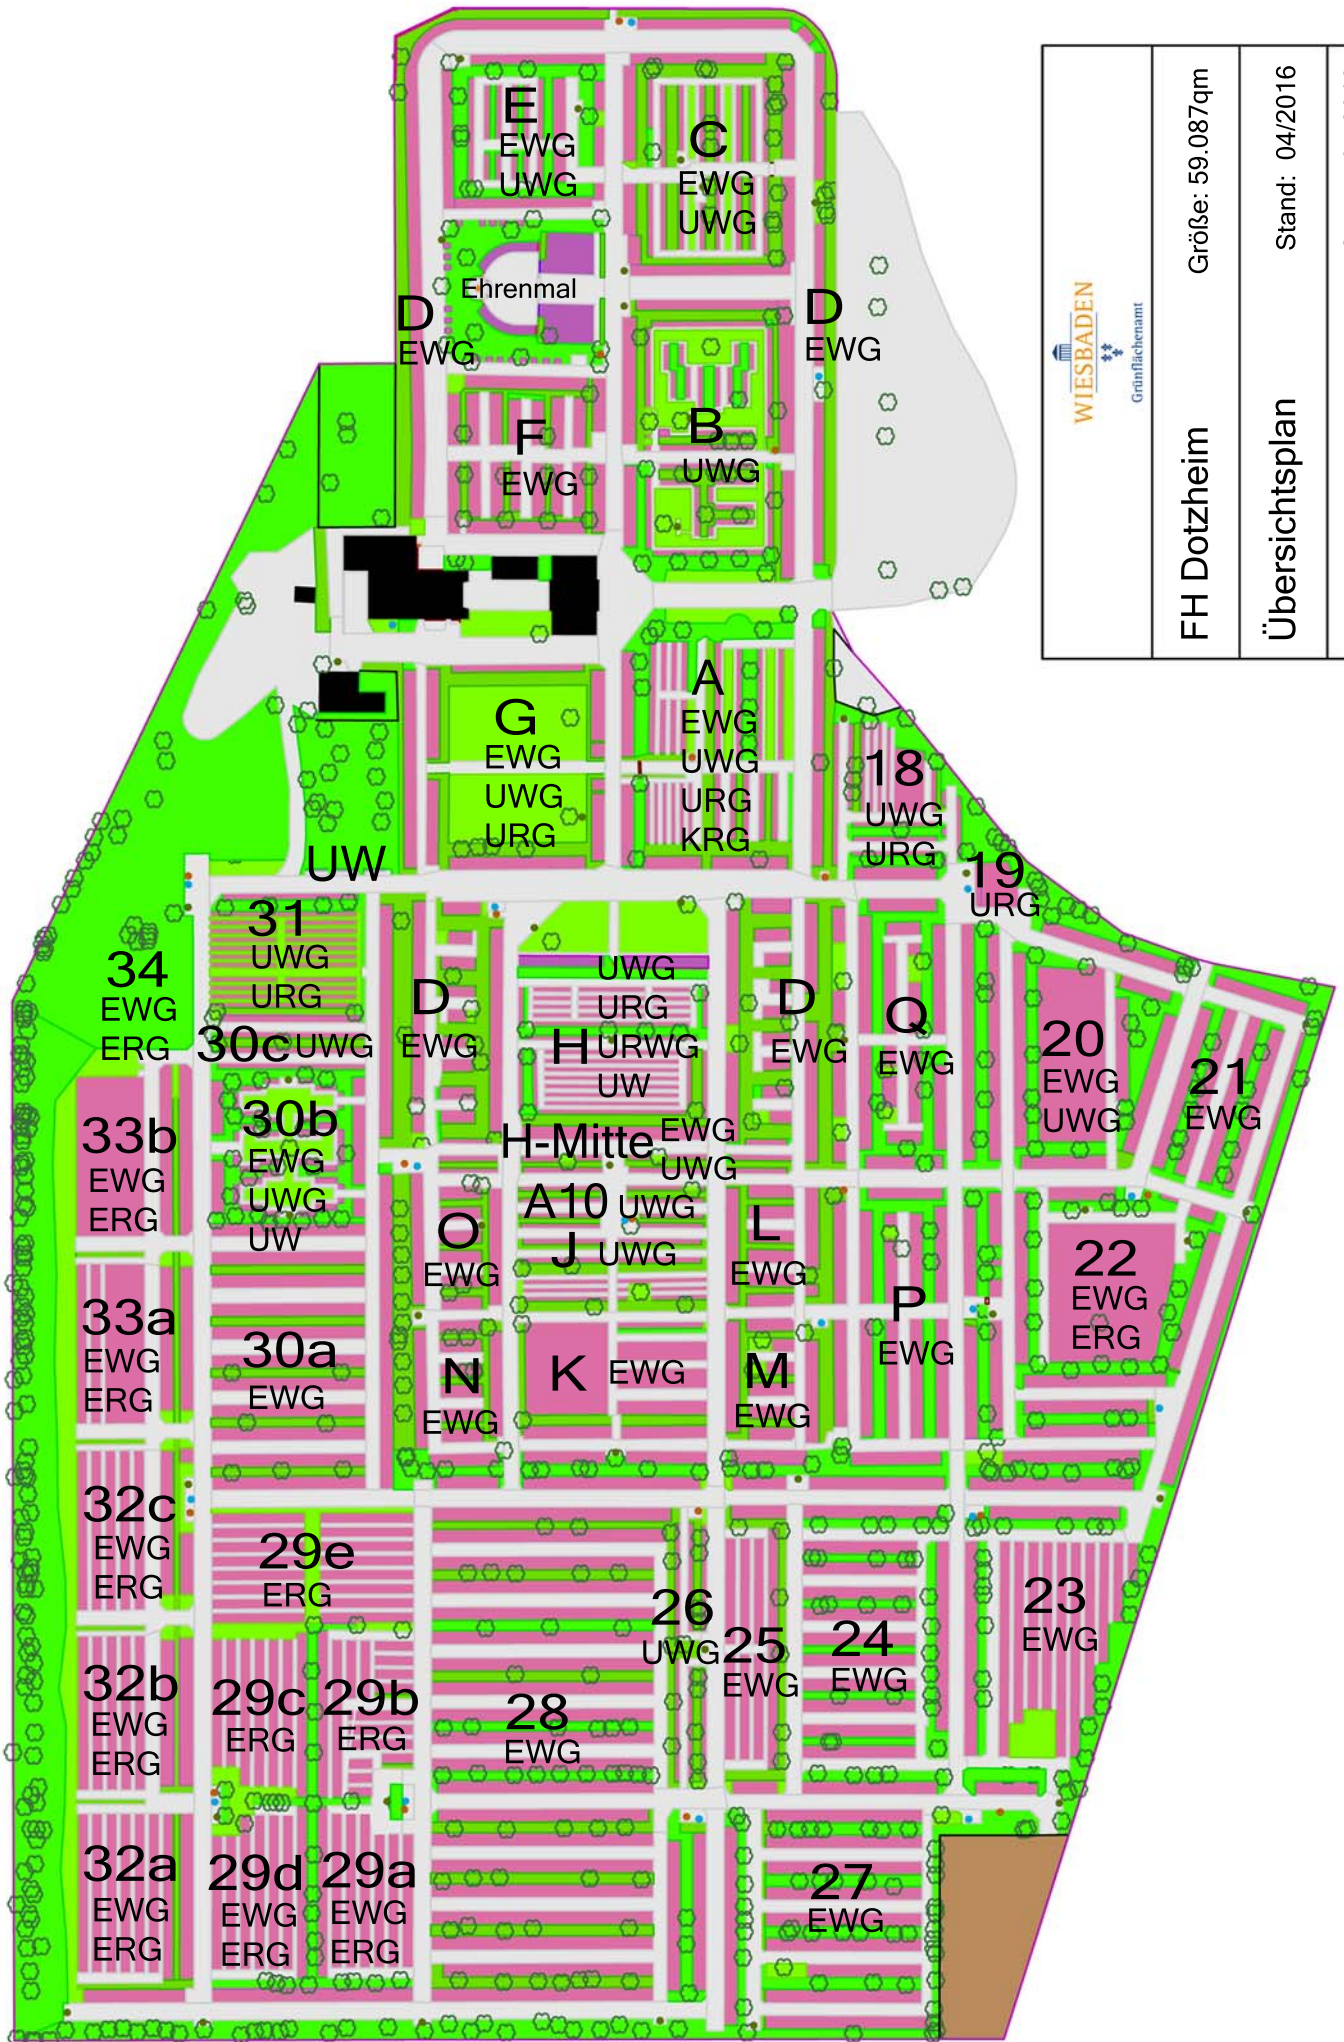 E
EWG
UWG
C
EWG
UWG
Ehrenmal
D
EWG
D
EWG
F
EWG
B
UWG
WIESBADEN
Grünflächenamt
FH Dotzheim
Größe: 59.087qm
Übersichtsplan
Stand: 04/2016
A
EWG
UWG
URG
KRG
G
EWG
UWG
URG
18
UWG
URG
19
URG
UW
31
UWG
URG
34
EWG
ERG
30c UWG
D
EWG
UWG
URG
H URWG
UW
D
EWG
Q
EWG
20
EWG
UWG
21
EWG
33b
EWG
ERG
30b
EWG
UWG
UW
H-Mitte EWG
UWG
A10 UWG
J UWG
O
EWG
L
EWG
22
EWG
ERG
33a
EWG
ERG
30a
EWG
N
EWG
K EWG
M
EWG
P
EWG
32c
EWG
ERG
29e
ERG
26
UWG
25
EWG
24
EWG
23
EWG
32b
EWG
ERG
29c
ERG
29b
ERG
28
EWG
32a
EWG
ERG
29d
EWG
ERG
29a
EWG
ERG
27
EWG